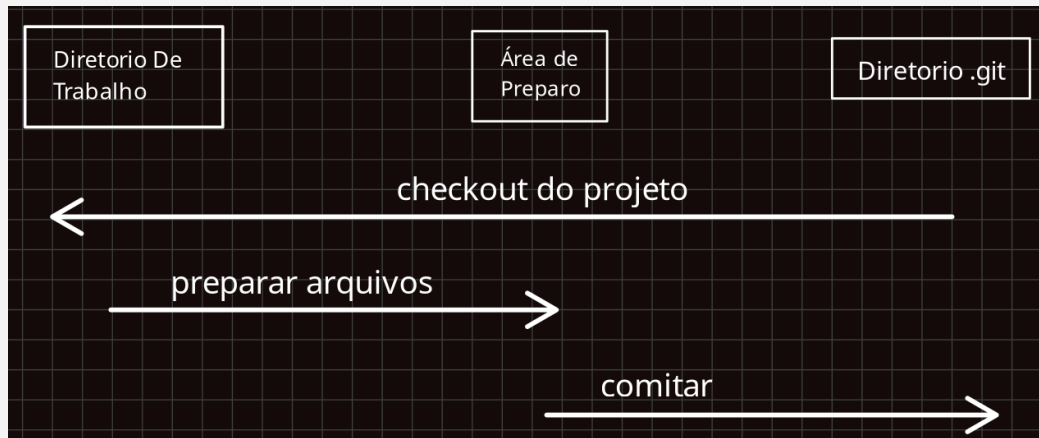 Diretorio De
Trabalho
Área de
Preparo
Diretorio .git
checkout do projeto
preparar arquivos
comitar